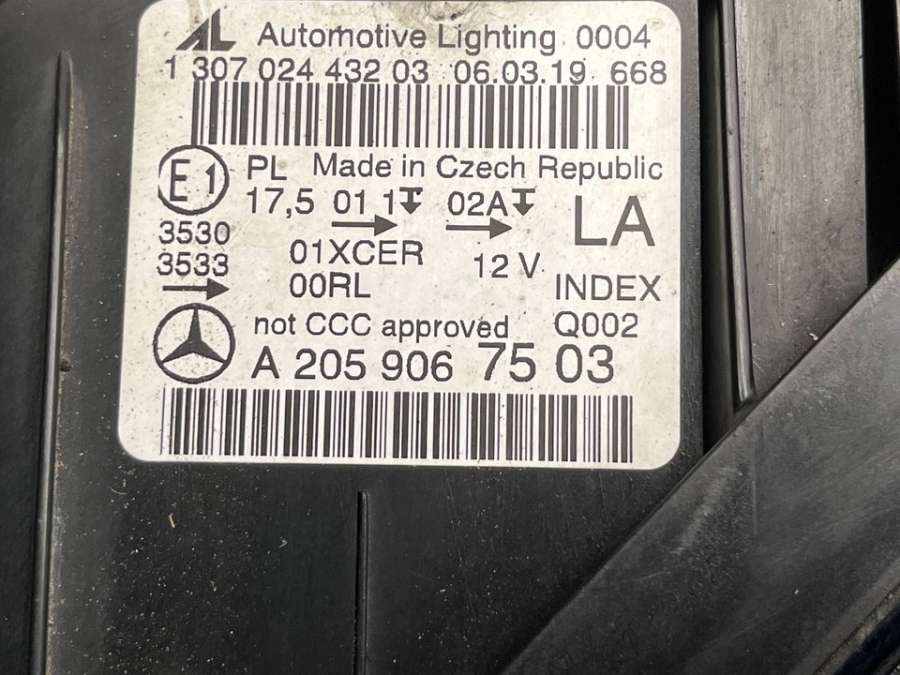 AL Automotive Lighting 0004
1 307 024 432 03 06.03.19 668
E1 PL Made in Czech Republic
17,5 01 1 02A LA
3530
3533 01XCER 12 V
00RL INDEX
not CCC approved Q002
A 205 906 75 03